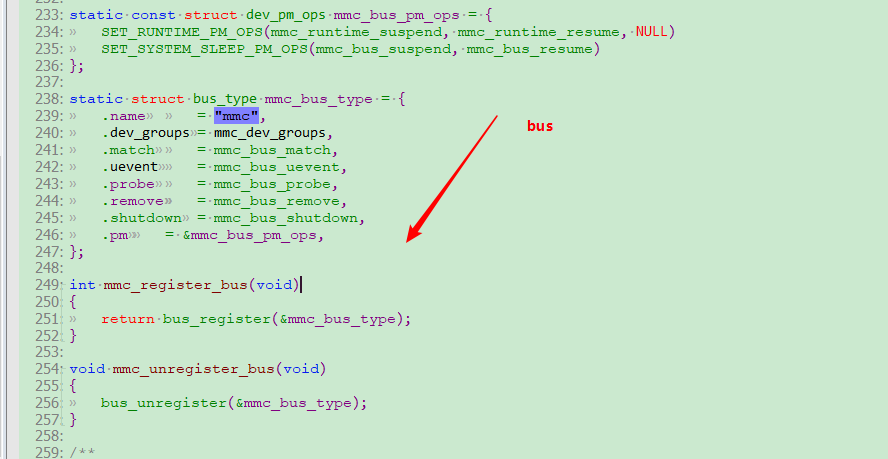 233: static const struct dev_pm_ops mmc_bus_pm_ops = {
234: » SET_RUNTIME_PM_OPS(mmc_runtime_suspend, mmc_runtime_resume, NULL)
235: » SET_SYSTEM_SLEEP_PM_OPS(mmc_bus_suspend, mmc_bus_resume)
236: };
237:
238: static struct bus_type mmc_bus_type = {
239: » .name» » = "mmc",
240: » .dev_groups» = mmc_dev_groups,
241: » .match» » = mmc_bus_match,
242: » .uevent» » = mmc_bus_uevent,
243: » .probe» » = mmc_bus_probe,
244: » .remove» » = mmc_bus_remove,
245: » .shutdown» = mmc_bus_shutdown,
246: » .pm» » = &mmc_bus_pm_ops,
247: };
248:
249: int mmc_register_bus(void)
250: {
251: » return bus_register(&mmc_bus_type);
252: }
253:
254: void mmc_unregister_bus(void)
255: {
256: » bus_unregister(&mmc_bus_type);
257: }
258:
259: /**
bus